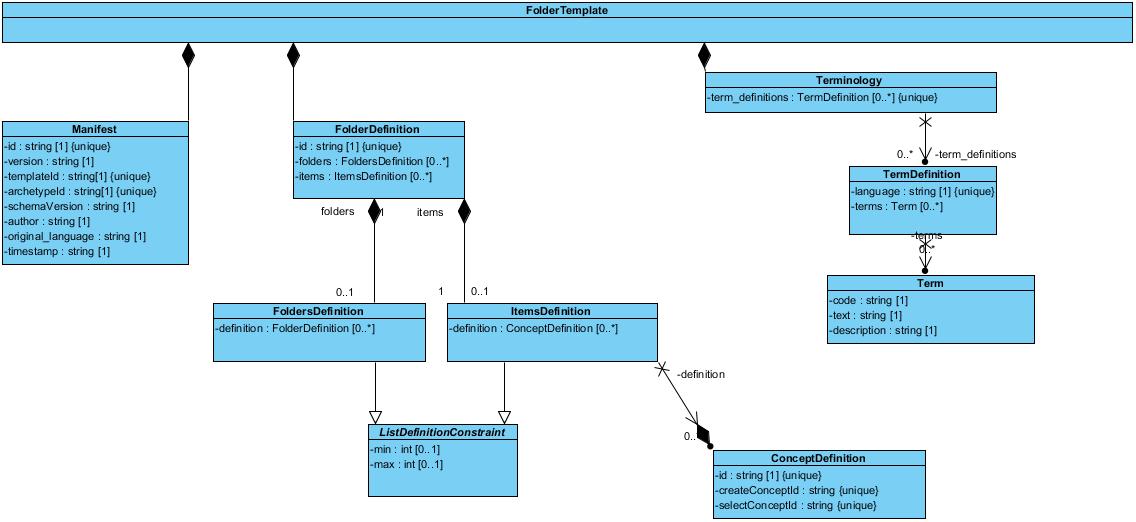 FolderTemplate
Terminology
-term_definitions : TermDefinition [0..*] {unique}
Manifest
-id : string [1] {unique}
-version : string [1]
-templateId : string[1] {unique}
-archetypeId : string[1] {unique}
-schemaVersion : string [1]
-author : string [1]
-original_language : string [1]
-timestamp : string [1]
FolderDefinition
-id : string [1] {unique}
-folders : FoldersDefinition [0..*]
-items : ItemsDefinition [0..*]
0..* -term_definitions
TermDefinition
-language : string [1] {unique}
-terms : Term [0..*]
folders 1 items
-terms
0..*
Term
-code : string [1]
-text : string [1]
-description : string [1]
0..1 1 0..1
FoldersDefinition
-definition : FolderDefinition [0..*]
ItemsDefinition
-definition : ConceptDefinition [0..*]
-definition
ListDefinitionConstraint
-min : int [0..1]
-max : int [0..1]
0..
ConceptDefinition
-id : string [1] {unique}
-createConceptId : string {unique}
-selectConceptId : string {unique}